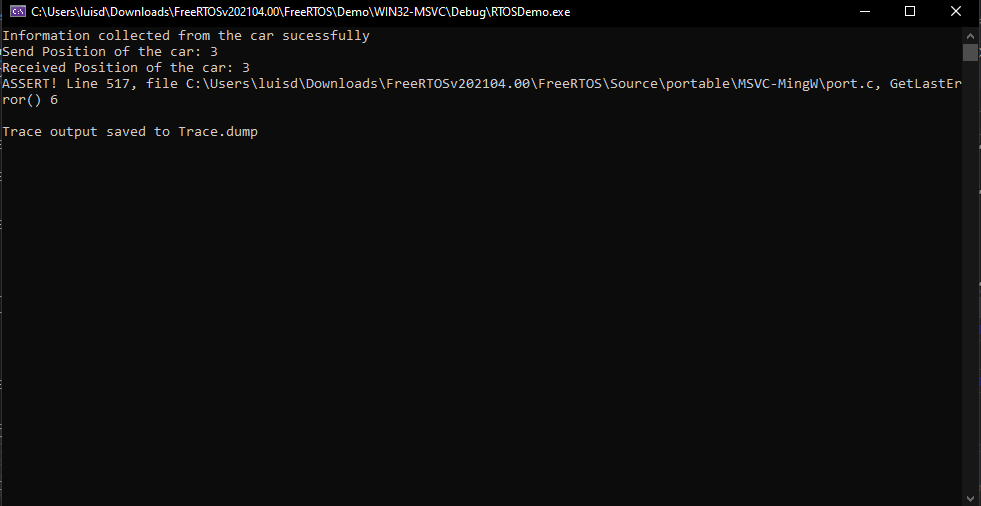 C:\Users\luisd\Downloads\FreeRTOSv202104.00\FreeRTOS\Demo\WIN32-MSVC\Debug\RTOSDemo.exe
Information collected from the car sucessfully
Send Position of the car: 3
Received Position of the car: 3
ASSERT! Line 517, file C:\Users\luisd\Downloads\FreeRTOSv202104.00\FreeRTOS\Source\portable\MSVC-MingW\port.c, GetLastEr
ror() 6
Trace output saved to Trace.dump